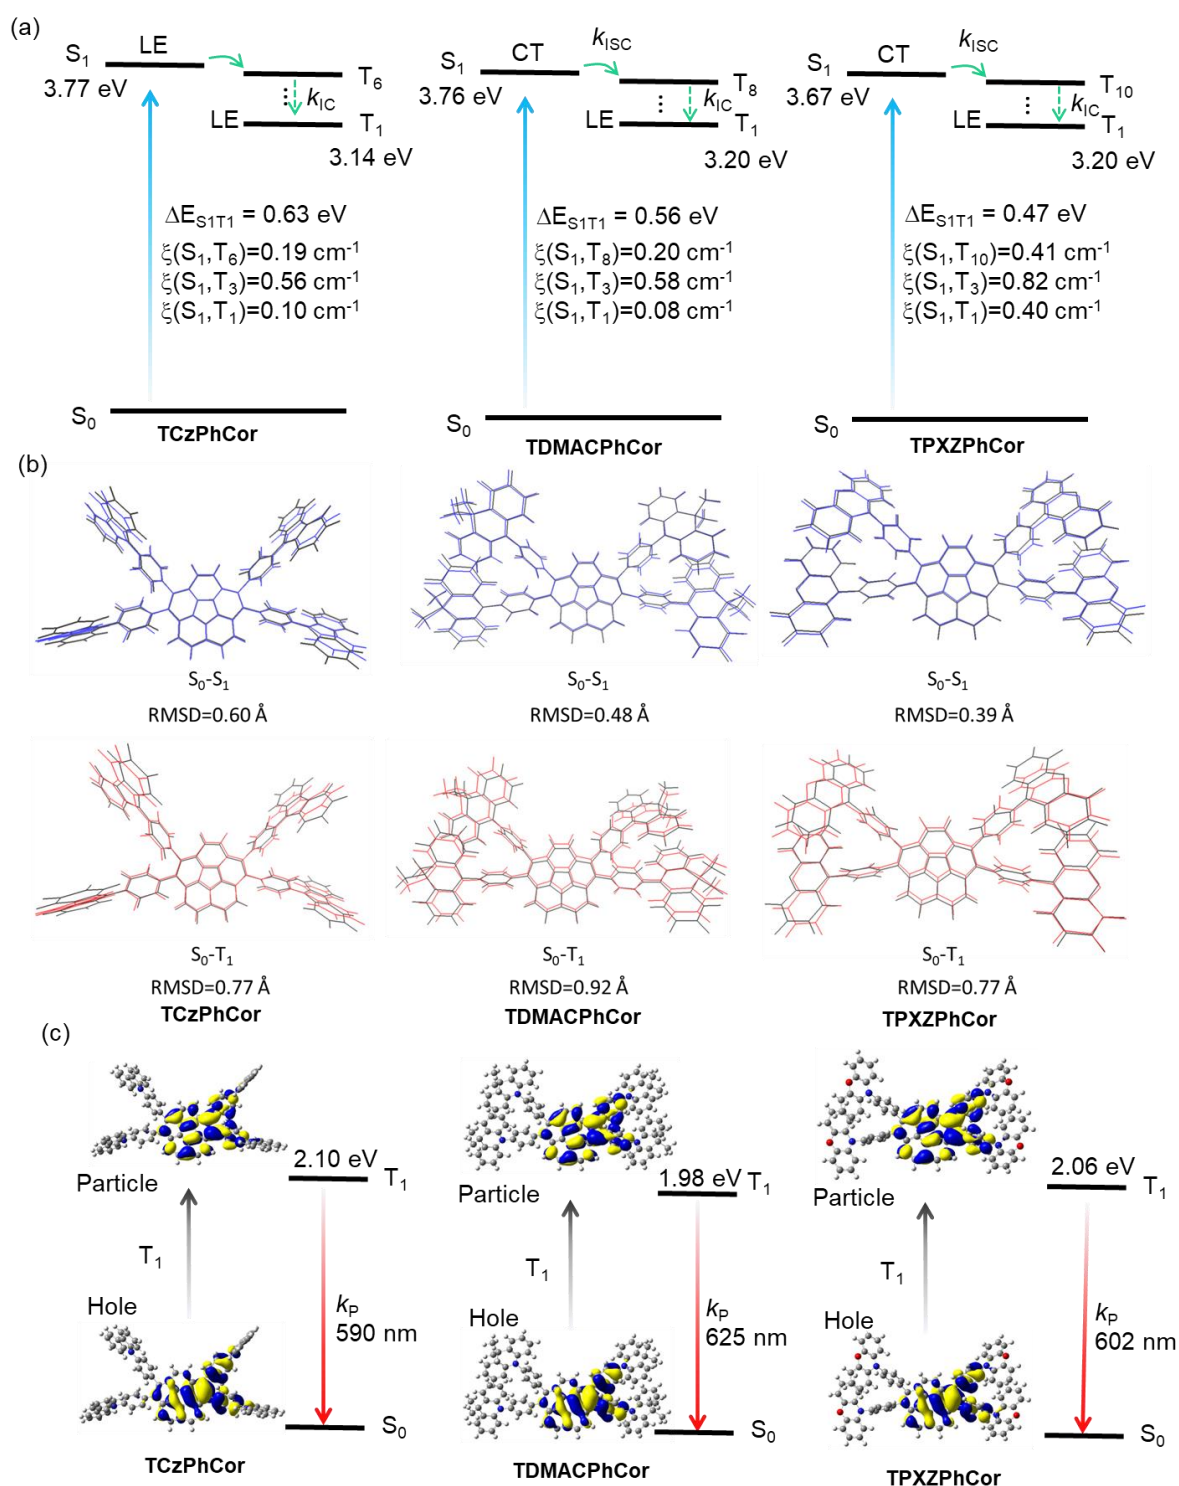 (a)
S1 LE
3.77 eV
T6
kIC
LE T1
3.14 eV
ΔES1T1 = 0.63 eV
ξ(S1,T6)=0.19 cm-1
ξ(S1,T3)=0.56 cm-1
ξ(S1,T1)=0.10 cm-1
S0
TCzPhCor
S1 CT kISC
3.76 eV
T8
kIC
LE T1
3.20 eV
ΔES1T1 = 0.56 eV
ξ(S1,T8)=0.20 cm-1
ξ(S1,T3)=0.58 cm-1
ξ(S1,T1)=0.08 cm-1
S0
TDMACPhCor
S1 CT kISC
3.67 eV
T10
kIC
LE T1
3.20 eV
ΔES1T1 = 0.47 eV
ξ(S1,T10)=0.41 cm-1
ξ(S1,T3)=0.82 cm-1
ξ(S1,T1)=0.40 cm-1
S0
TPXZPhCor
(b)
S0-S1
RMSD=0.60 Å
S0-S1
RMSD=0.48 Å
S0-S1
RMSD=0.39 Å
S0-T1
RMSD=0.77 Å
TCzPhCor
S0-T1
RMSD=0.92 Å
TDMACPhCor
S0-T1
RMSD=0.77 Å
TPXZPhCor
(c)
2.10 eV
Particle T1
T1
Hole
kP
590 nm
S0
TCzPhCor
1.98 eV
Particle T1
T1
Hole
kP
625 nm
S0
TDMACPhCor
2.06 eV
Particle T1
T1
Hole
kP
602 nm
S0
TPXZPhCor